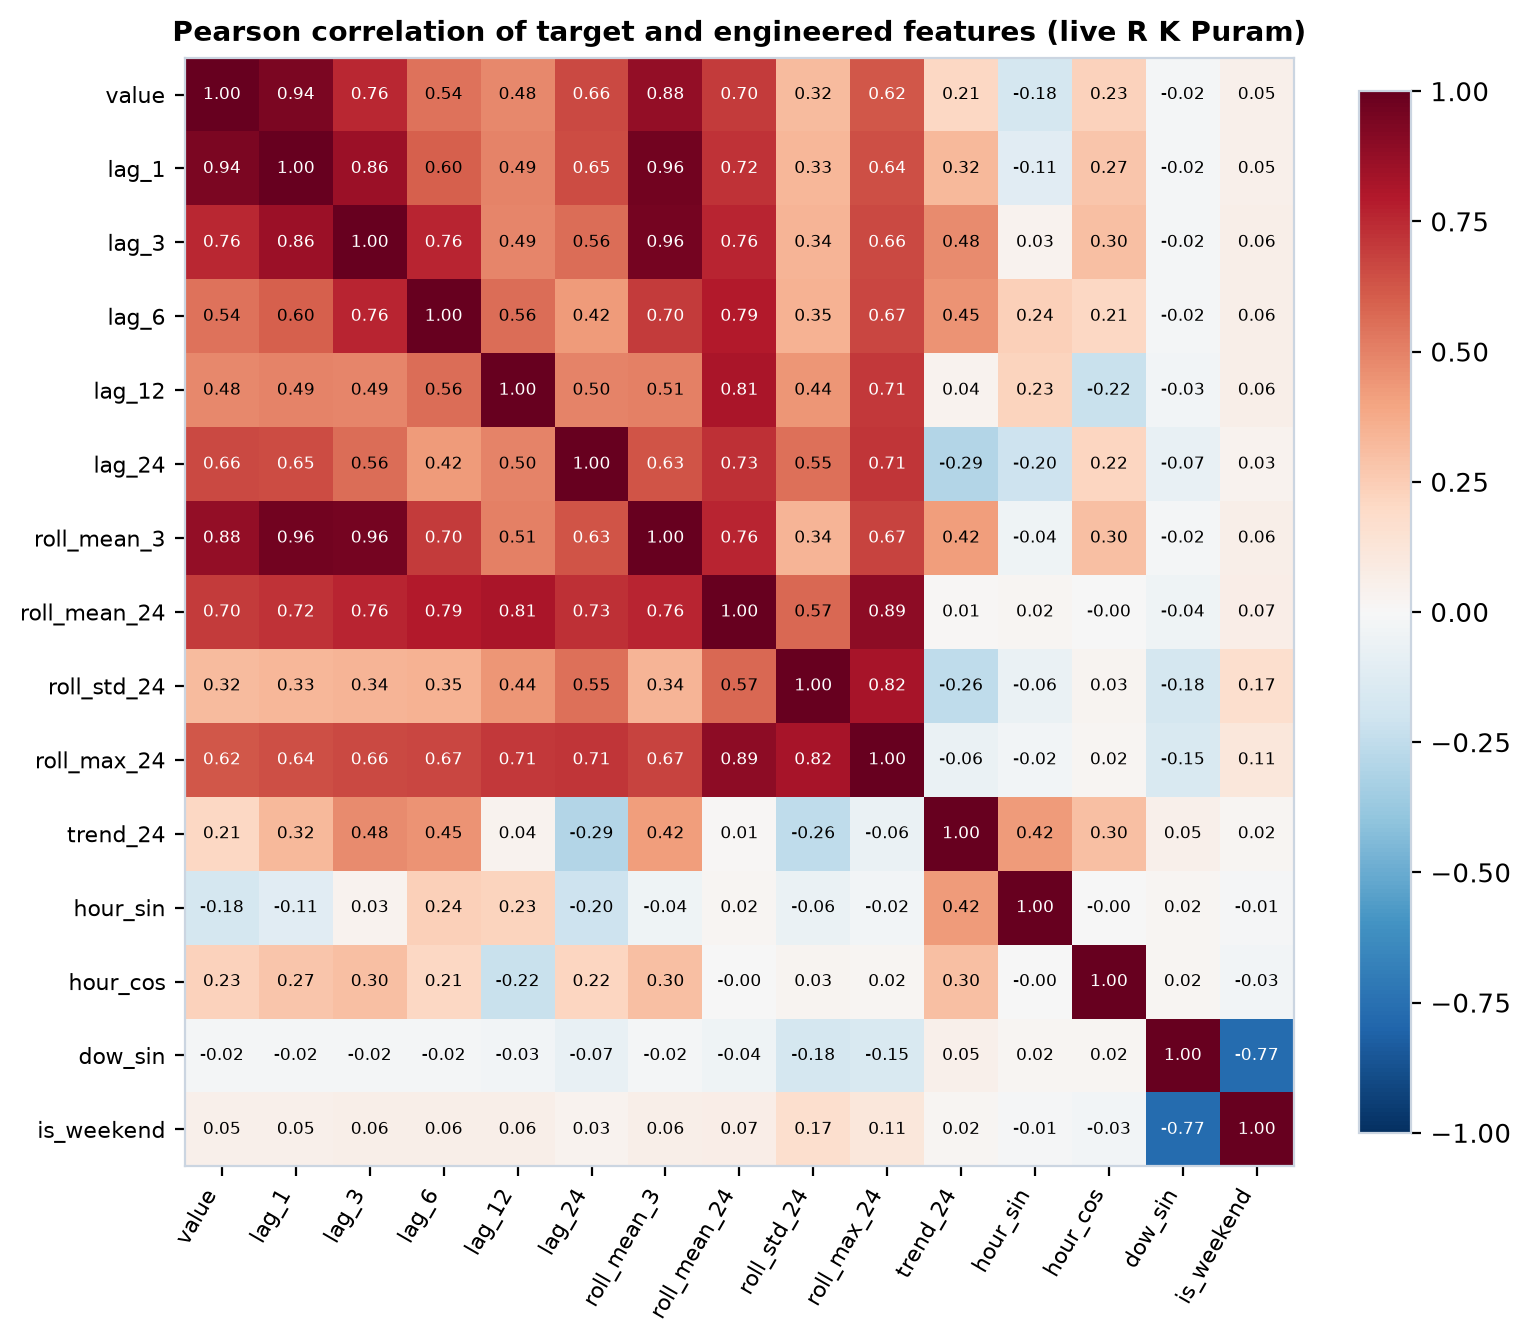 Pearson correlation of target and engineered features (live R K Puram)
value 1.00 0.94 0.76 0.54 0.48 0.66 0.88 0.70 0.32 0.62 0.21 -0.18 0.23 -0.02 0.05
lag_1 0.94 1.00 0.86 0.60 0.49 0.65 0.96 0.72 0.33 0.64 0.32 -0.11 0.27 -0.02 0.05
lag_3 0.76 0.86 1.00 0.76 0.49 0.56 0.96 0.76 0.34 0.66 0.48 0.03 0.30 -0.02 0.06
lag_6 0.54 0.60 0.76 1.00 0.56 0.42 0.70 0.79 0.35 0.67 0.45 0.24 0.21 -0.02 0.06
lag_12 0.48 0.49 0.49 0.56 1.00 0.50 0.51 0.81 0.44 0.71 0.04 0.23 -0.22 -0.03 0.06
lag_24 0.66 0.65 0.56 0.42 0.50 1.00 0.63 0.73 0.55 0.71 -0.29 -0.20 0.22 -0.07 0.03
roll_mean_3 0.88 0.96 0.96 0.70 0.51 0.63 1.00 0.76 0.34 0.67 0.42 -0.04 0.30 -0.02 0.06
roll_mean_24 0.70 0.72 0.76 0.79 0.81 0.73 0.76 1.00 0.57 0.89 0.01 0.02 -0.00 -0.04 0.07
roll_std_24 0.32 0.33 0.34 0.35 0.44 0.55 0.34 0.57 1.00 0.82 -0.26 -0.06 0.03 -0.18 0.17
roll_max_24 0.62 0.64 0.66 0.67 0.71 0.71 0.67 0.89 0.82 1.00 -0.06 -0.02 0.02 -0.15 0.11
trend_24 0.21 0.32 0.48 0.45 0.04 -0.29 0.42 0.01 -0.26 -0.06 1.00 0.42 0.30 0.05 0.02
hour_sin -0.18 -0.11 0.03 0.24 0.23 -0.20 -0.04 0.02 -0.06 -0.02 0.42 1.00 -0.00 0.02 -0.01
hour_cos 0.23 0.27 0.30 0.21 -0.22 0.22 0.30 -0.00 0.03 0.02 0.30 -0.00 1.00 0.02 -0.03
dow_sin -0.02 -0.02 -0.02 -0.02 -0.03 -0.07 -0.02 -0.04 -0.18 -0.15 0.05 0.02 0.02 1.00 -0.77
is_weekend 0.05 0.05 0.06 0.06 0.06 0.03 0.06 0.07 0.17 0.11 0.02 -0.01 -0.03 -0.77 1.00
value lag_1 lag_3 lag_6 lag_12 lag_24 roll_mean_3 roll_mean_24 roll_std_24 roll_max_24 trend_24 hour_sin hour_cos dow_sin is_weekend
1.00
0.75
0.50
0.25
0.00
−0.25
−0.50
−0.75
−1.00